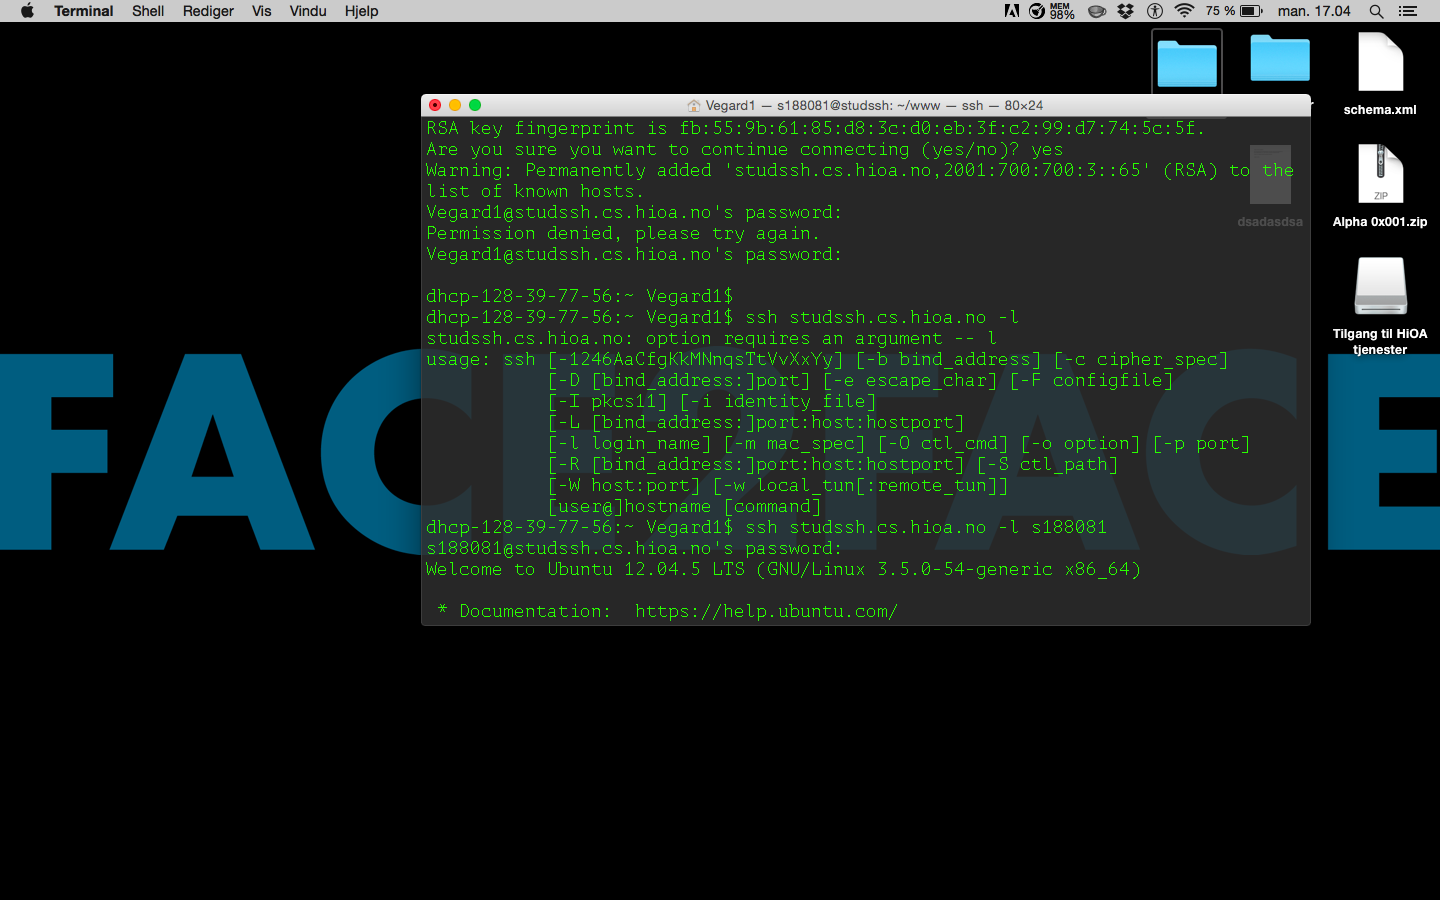 Terminal Shell Rediger Vis Vindu Hjelp MEM 98% 75 % man. 17.04
schema.xml
ZIP
Alpha 0x001.zip
Tilgang til HiOA
tjenester
dsadasdsa
Vegard1 — s188081@studssh: ~/www — ssh — 80×24
RSA key fingerprint is fb:55:9b:61:85:d8:3c:d0:eb:3f:c2:99:d7:74:5c:5f.
Are you sure you want to continue connecting (yes/no)? yes
Warning: Permanently added 'studssh.cs.hioa.no,2001:700:700:3::65' (RSA) to the
list of known hosts.
Vegard1@studssh.cs.hioa.no's password:
Permission denied, please try again.
Vegard1@studssh.cs.hioa.no's password:
dhcp-128-39-77-56:~ Vegard1$
dhcp-128-39-77-56:~ Vegard1$ ssh studssh.cs.hioa.no -l
studssh.cs.hioa.no: option requires an argument -- l
usage: ssh [-1246AaCfgKkMNnqsTtVvXxYy] [-b bind_address] [-c cipher_spec]
[-D [bind_address:]port] [-e escape_char] [-F configfile]
[-I pkcs11] [-i identity_file]
[-L [bind_address:]port:host:hostport]
[-l login_name] [-m mac_spec] [-O ctl_cmd] [-o option] [-p port]
[-R [bind_address:]port:host:hostport] [-S ctl_path]
[-W host:port] [-w local_tun[:remote_tun]]
[user@]hostname [command]
dhcp-128-39-77-56:~ Vegard1$ ssh studssh.cs.hioa.no -l s188081
s188081@studssh.cs.hioa.no's password:
Welcome to Ubuntu 12.04.5 LTS (GNU/Linux 3.5.0-54-generic x86_64)
* Documentation: https://help.ubuntu.com/
FACE2FACE